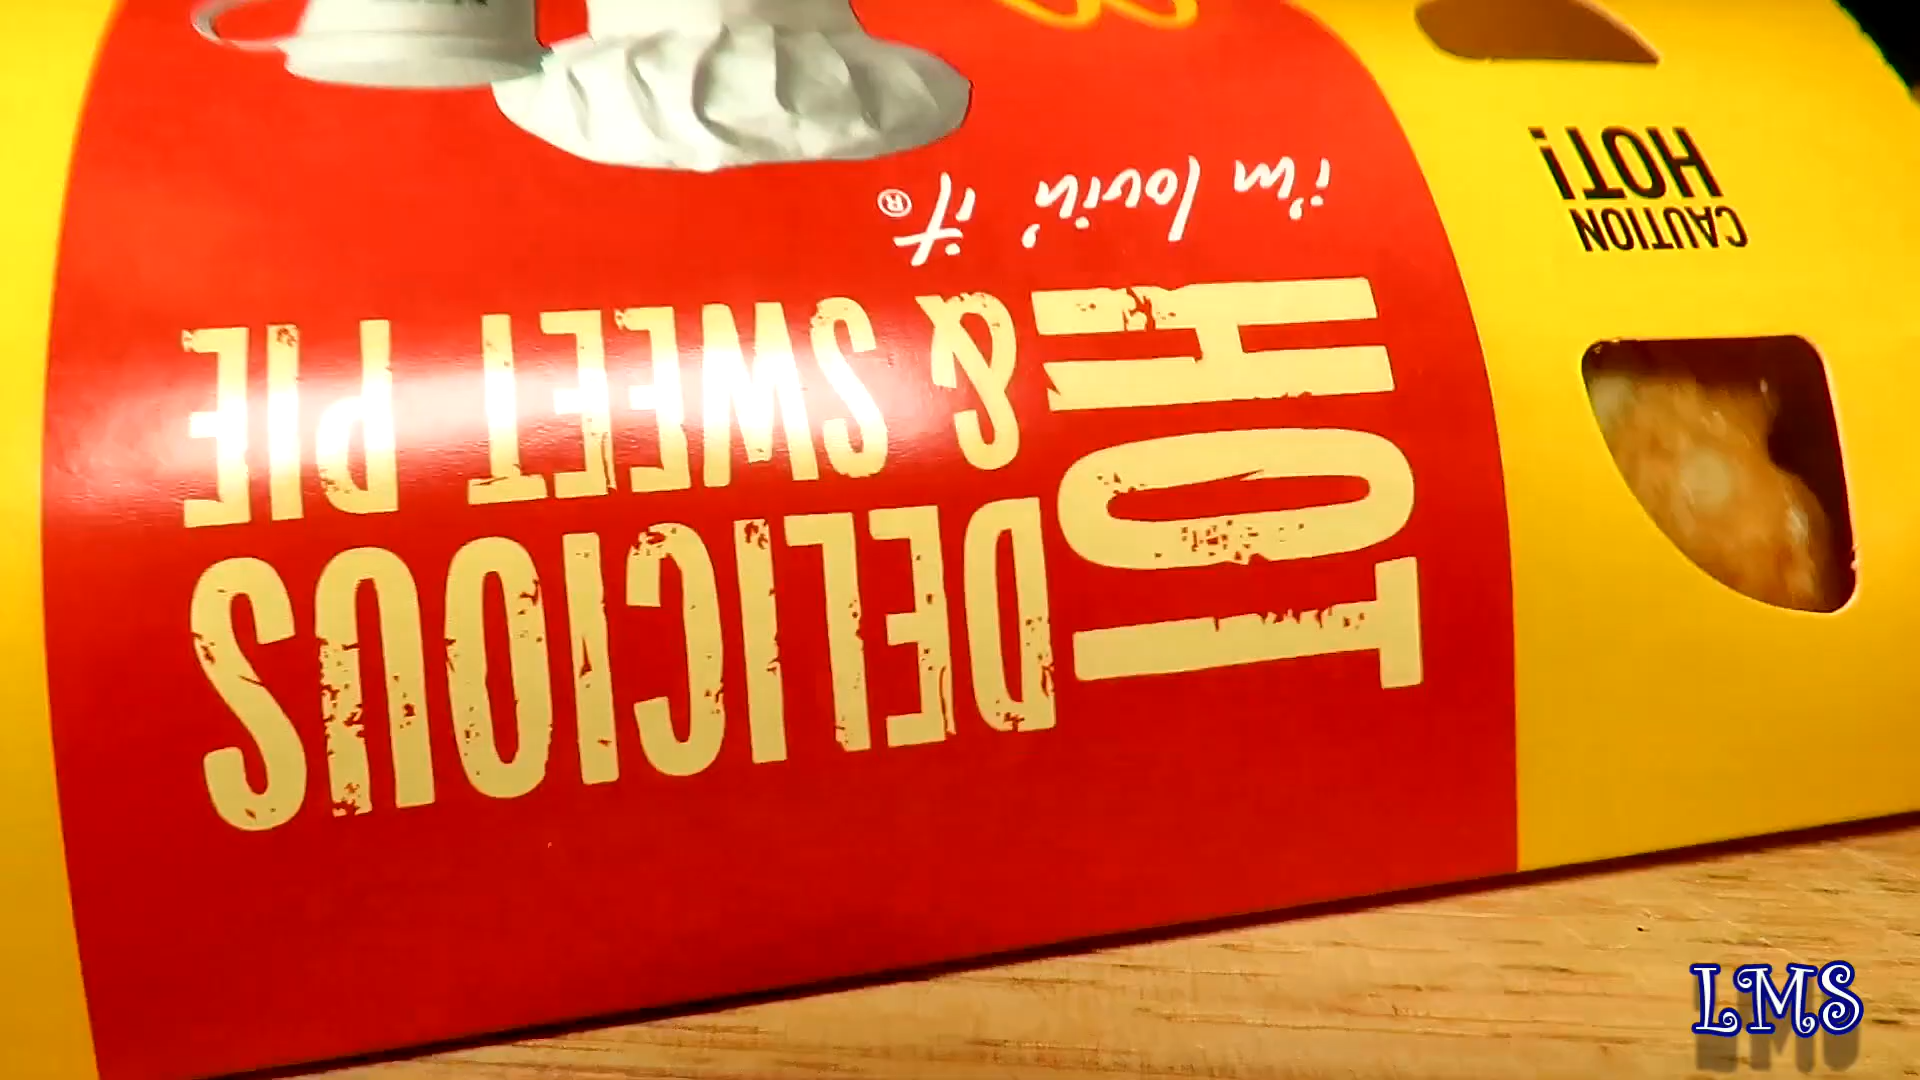 HOT
DELICIOUS
& SWEET PIE
i'm lovin' it®
CAUTION
HOT!
LMS